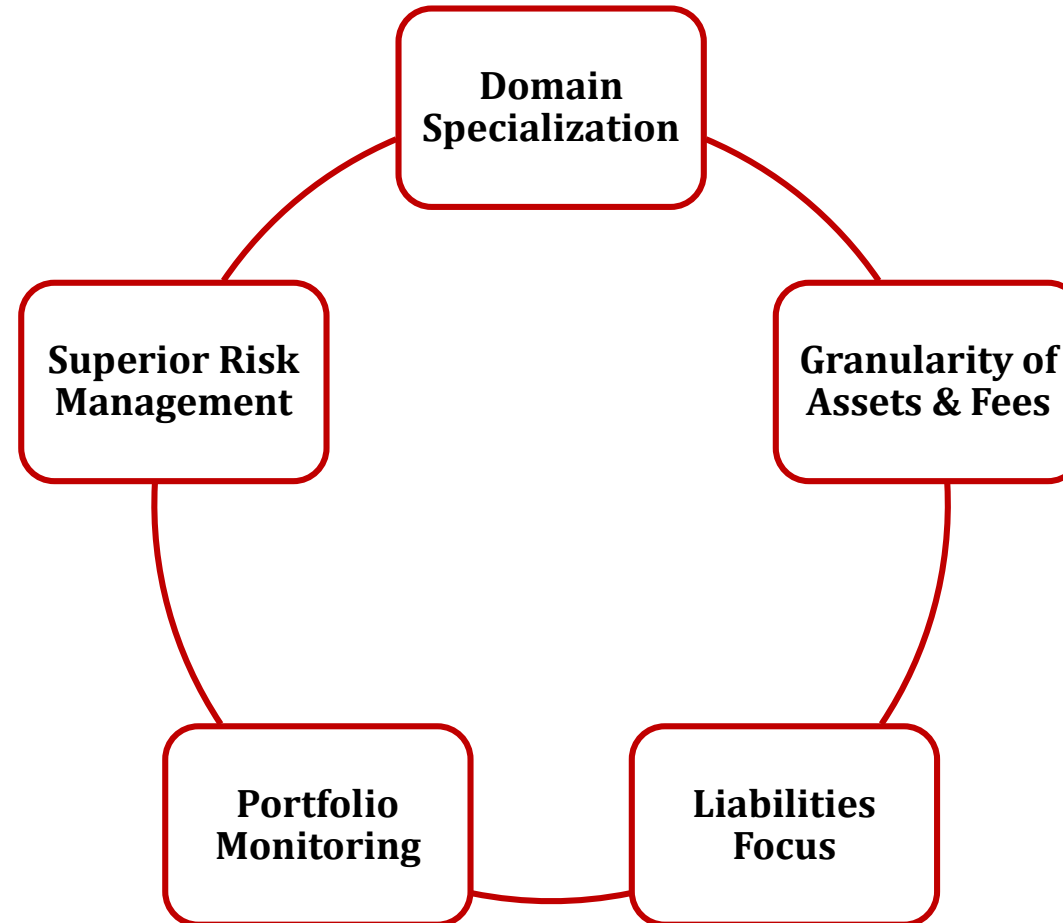 Domain
Specialization
Superior Risk
Management
Granularity of
Assets & Fees
Portfolio
Monitoring
Liabilities
Focus